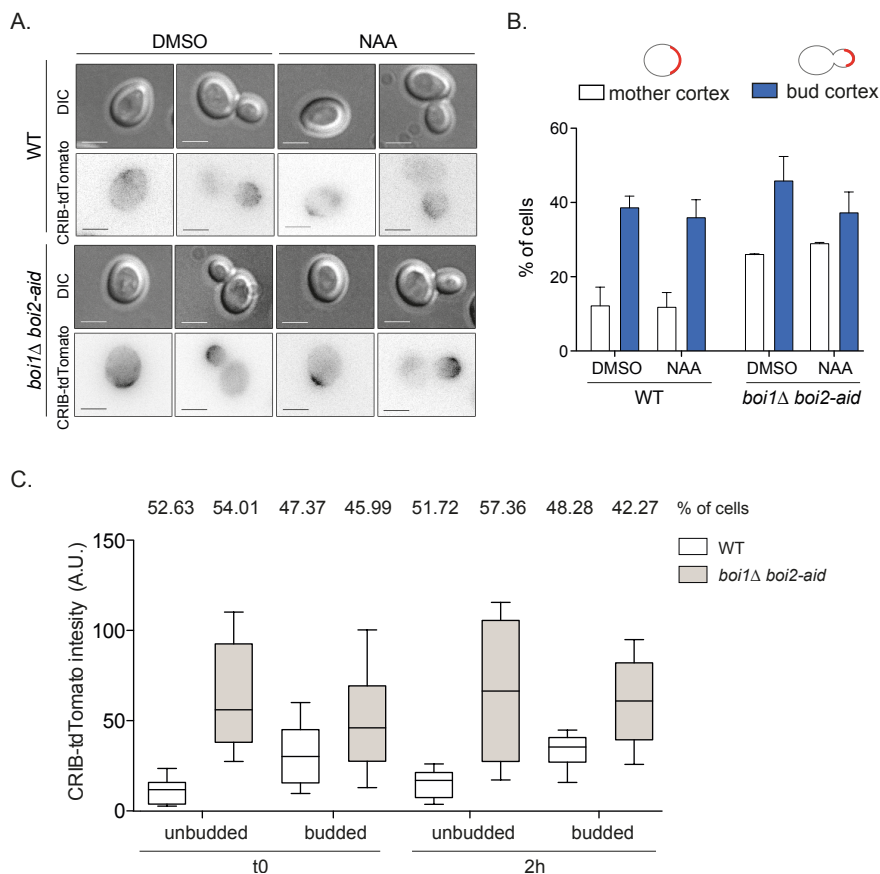 A.
DMSO NAA
WT
DIC
CRIB-tdTomato
boi1Δ boi2-aid
DIC
CRIB-tdTomato
B.
mother cortex bud cortex
% of cells
60
40
20
0
DMSO NAA DMSO NAA
WT boi1Δ boi2-aid
C.
52.63 54.01 47.37 45.99 51.72 57.36 48.28 42.27 % of cells
CRIB-tdTomato intesity (A.U.)
150
100
50
0
WT
boi1Δ boi2-aid
unbudded budded unbudded budded
t0 2h